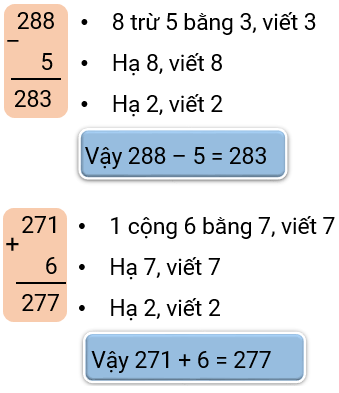 288
–
5
283
• 8 trừ 5 bằng 3, viết 3
• Hạ 8, viết 8
• Hạ 2, viết 2
Vậy 288 – 5 = 283
271
+
6
277
• 1 cộng 6 bằng 7, viết 7
• Hạ 7, viết 7
• Hạ 2, viết 2
Vậy 271 + 6 = 277